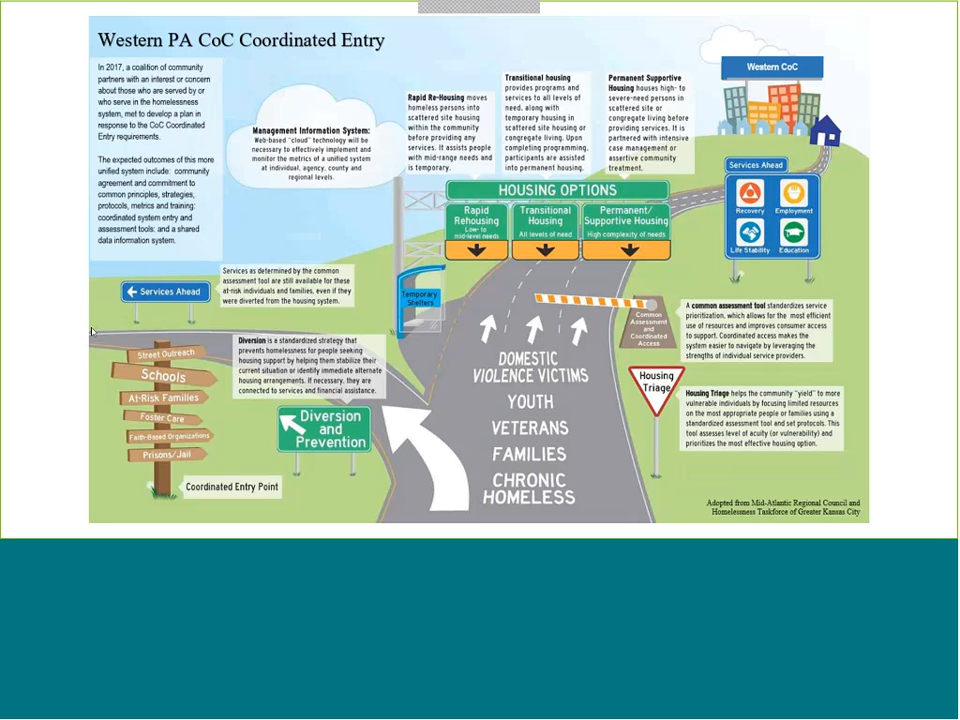 Western PA CoC Coordinated Entry
In 2017, a coalition of community
partners with an interest or concern
about those who are served by or
who serve in the homelessness
system, met to develop a plan in
response to the CoC Coordinated
Entry requirements.
The expected outcomes of this more
unified system include: community
agreement and commitment to
common principles, strategies,
protocols, metrics and training:
coordinated system entry and
assessment tools: and a shared
data information system.
Management Information System:
Web-based "cloud" technology will be
necessary to effectively implement and
monitor the metrics of a unified system
at individual, agency, county and
regional levels.
Rapid Re-Housing moves
homeless persons into
scattered site housing
within the community
before providing any
services. It assists people
with mid-range needs and
is temporary.
Transitional housing
provides programs and
services to all levels of
need, along with
temporary housing in
scattered site housing or
congregate living. Upon
completing programming,
participants are assisted
into permanent housing.
Permanent Supportive
Housing houses high- to
severe-need persons in
scattered site or
congregate living before
providing services. It is
partnered with intensive
case management or
assertive community
treatment.
Western CoC
Services Ahead
Recovery
Employment
Life Stability
Education
HOUSING OPTIONS
Rapid
Rehousing
Low- to
mid-level needs
Transitional
Housing
All levels of need
Permanent/
Supportive Housing
High complexity of needs
Services Ahead
Services as determined by the common
assessment tool are still available for these
at-risk individuals and families, even if they
were diverted from the housing system.
Temporary
Shelters
Common
Assessment
and
Coordinated
Access
A common assessment tool standardizes service
prioritization, which allows for the most efficient
use of resources and improves consumer access
to support. Coordinated access makes the
system easier to navigate by leveraging the
strengths of individual service providers.
Street Outreach
Schools
At-Risk Families
Foster Care
Faith-Based Organizations
Prisons/Jail
Coordinated Entry Point
Diversion is a standardized strategy that
prevents homelessness for people seeking
housing support by helping them stabilize their
current situation or identify immediate alternate
housing arrangements. If necessary, they are
connected to services and financial assistance.
Diversion
and
Prevention
DOMESTIC
VIOLENCE VICTIMS
YOUTH
VETERANS
FAMILIES
CHRONIC
HOMELESS
Housing
Triage
Housing Triage helps the community "yield" to more
vulnerable individuals by focusing limited resources
on the most appropriate people or families using a
standardized assessment tool and set protocols. This
tool assesses level of acuity (or vulnerability) and
prioritizes the most effective housing option.
Adopted from Mid-Atlantic Regional Council and
Homelessness Taskforce of Greater Kansas City